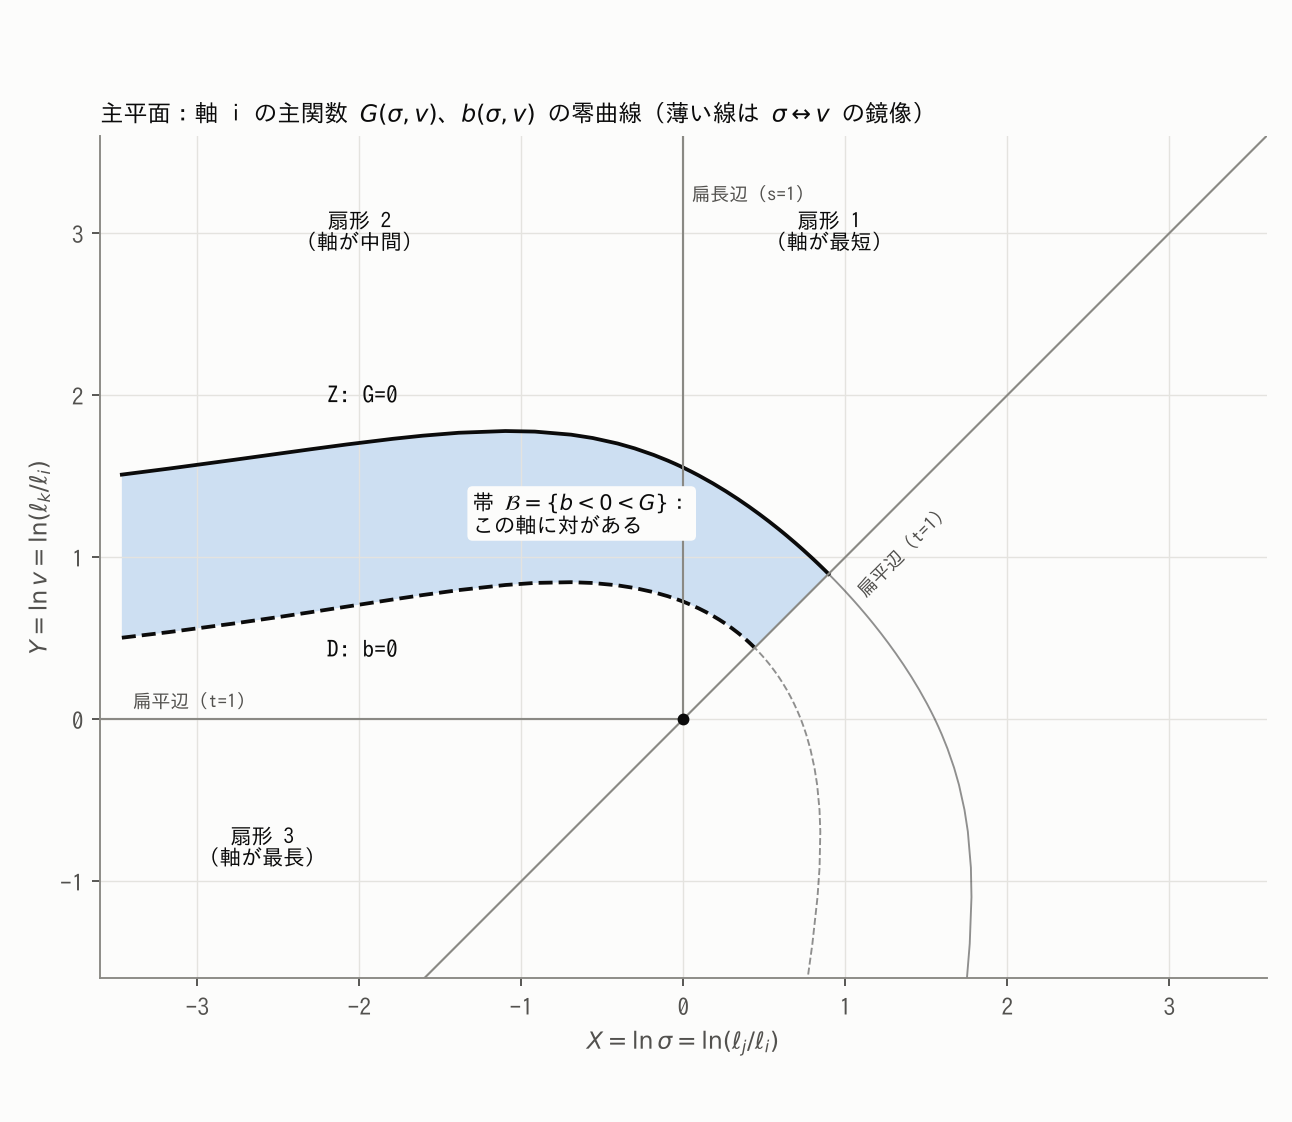 主平面：軸 i の主関数 G(σ, ν)、b(σ, ν) の零曲線（薄い線は σ↔ν の鏡像）
扁長辺（s=1）
扇形 2
（軸が中間）
扇形 1
（軸が最短）
Z: G=0
帯 ℬ = {b < 0 < G}：
この軸に対がある
扁平辺（t=1）
D: b=0
扁平辺（t=1）
扇形 3
（軸が最長）
3
2
1
0
−1
−3
−2
−1
0
1
2
3
X = ln σ = ln(ℓj/ℓi)
Y = ln ν = ln(ℓk/ℓi)